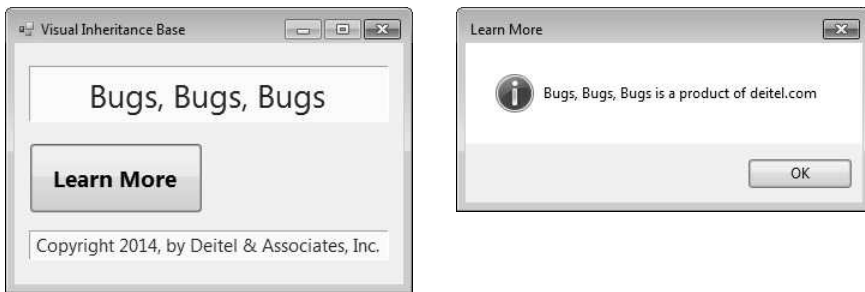 Visual Inheritance Base
Bugs, Bugs, Bugs
Learn More
Copyright 2014, by Deitel & Associates, Inc.
Learn More
Bugs, Bugs, Bugs is a product of deitel.com
OK